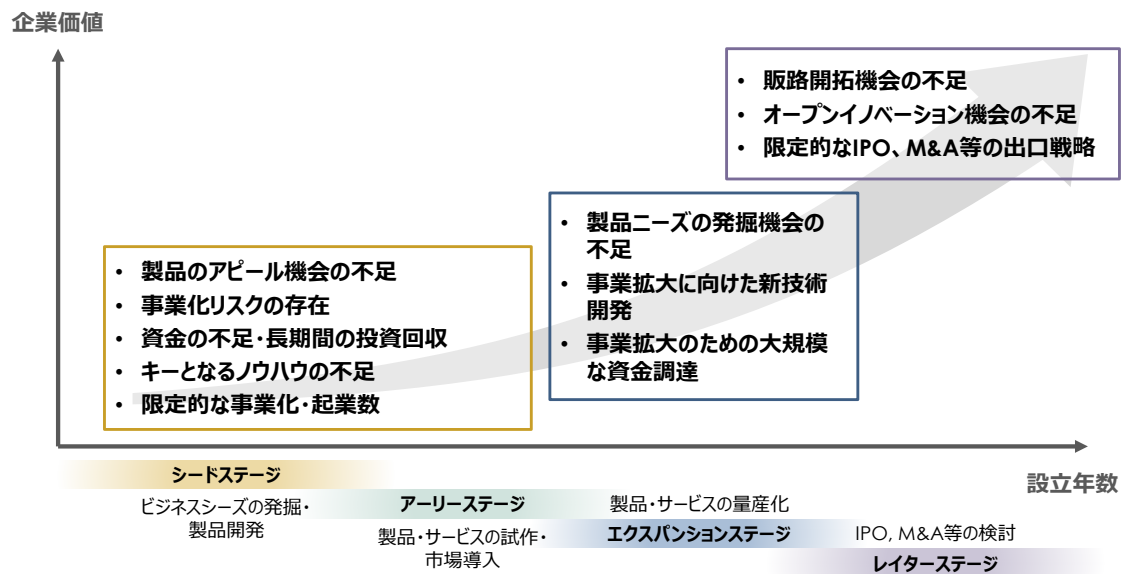 企業価値
• 販路開拓機会の不足
• オープンイノベーション機会の不足
• 限定的なIPO、M&A等の出口戦略
• 製品ニーズの発掘機会の
不足
• 事業拡大に向けた新技術
開発
• 事業拡大のための大規模
な資金調達
• 製品のアピール機会の不足
• 事業化リスクの存在
• 資金の不足・長期間の投資回収
• キーとなるノウハウの不足
• 限定的な事業化・起業数
設立年数
シードステージ
ビジネスシーズの発掘・
製品開発
アーリーステージ
製品・サービスの試作・
市場導入
製品・サービスの量産化
エクスパンションステージ
IPO, M&A等の検討
レイターステージ